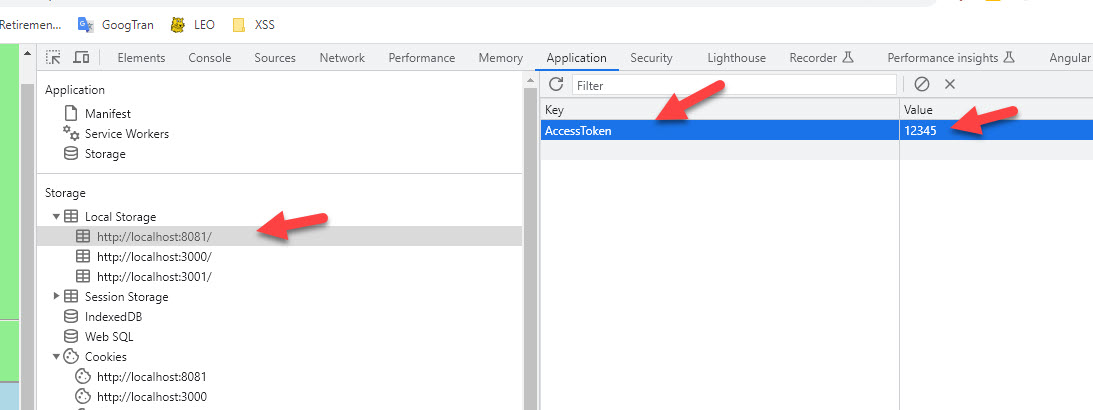 Retiremen... GoogTran LEO XSS
Elements Console Sources Network Performance Memory Application Security Lighthouse Recorder Performance insights Angular
Application
Manifest
Service Workers
Storage
Storage
Local Storage
http://localhost:8081/
http://localhost:3000/
http://localhost:3001/
Session Storage
IndexedDB
Web SQL
Cookies
http://localhost:8081
http://localhost:3000
Filter
Key Value
AccessToken 12345